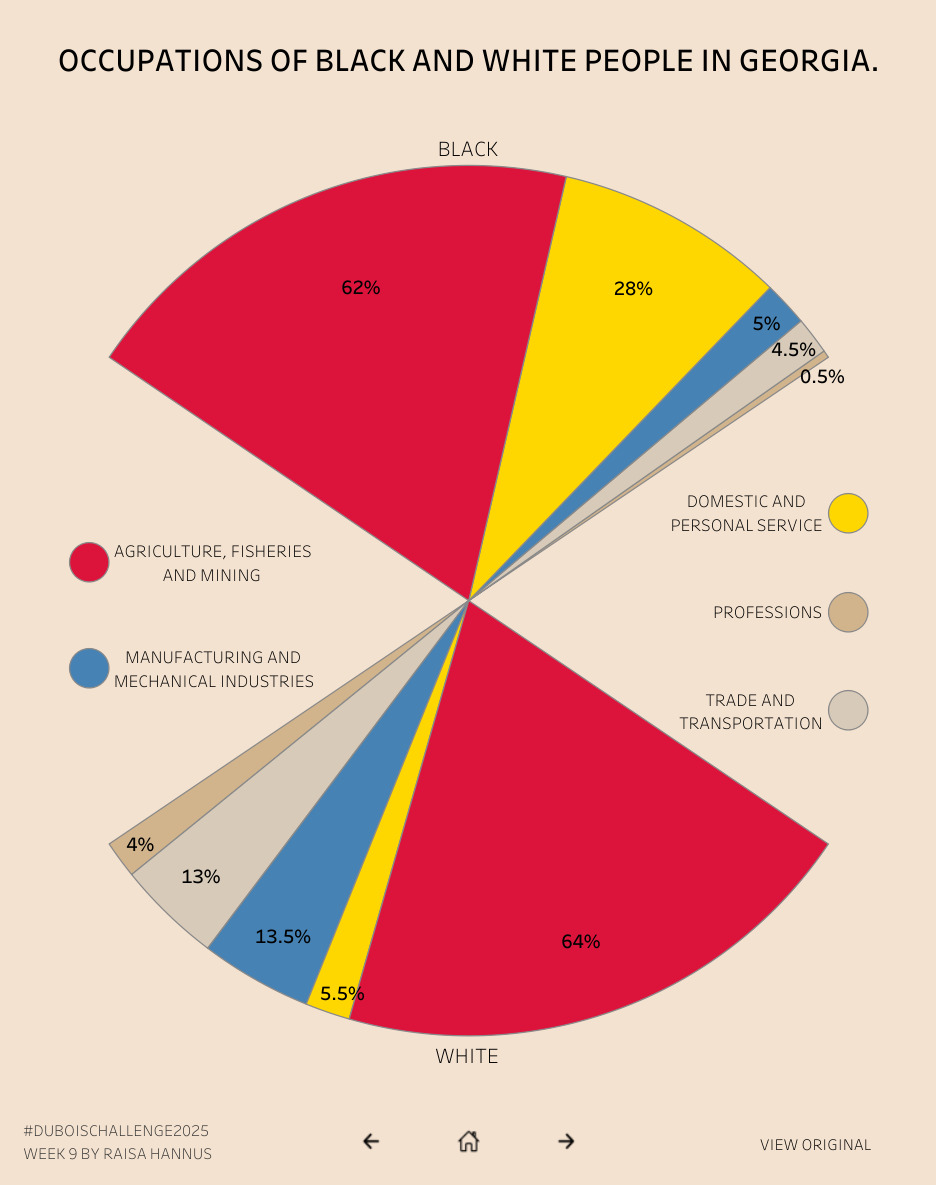 OCCUPATIONS OF BLACK AND WHITE PEOPLE IN GEORGIA.
BLACK
62%
28%
5%
4.5%
0.5%
DOMESTIC AND
PERSONAL SERVICE
AGRICULTURE, FISHERIES
AND MINING
PROFESSIONS
MANUFACTURING AND
MECHANICAL INDUSTRIES
TRADE AND
TRANSPORTATION
4%
13%
13.5%
5.5%
64%
WHITE
#DUBOISCHALLENGE2025
WEEK 9 BY RAISA HANNUS
VIEW ORIGINAL